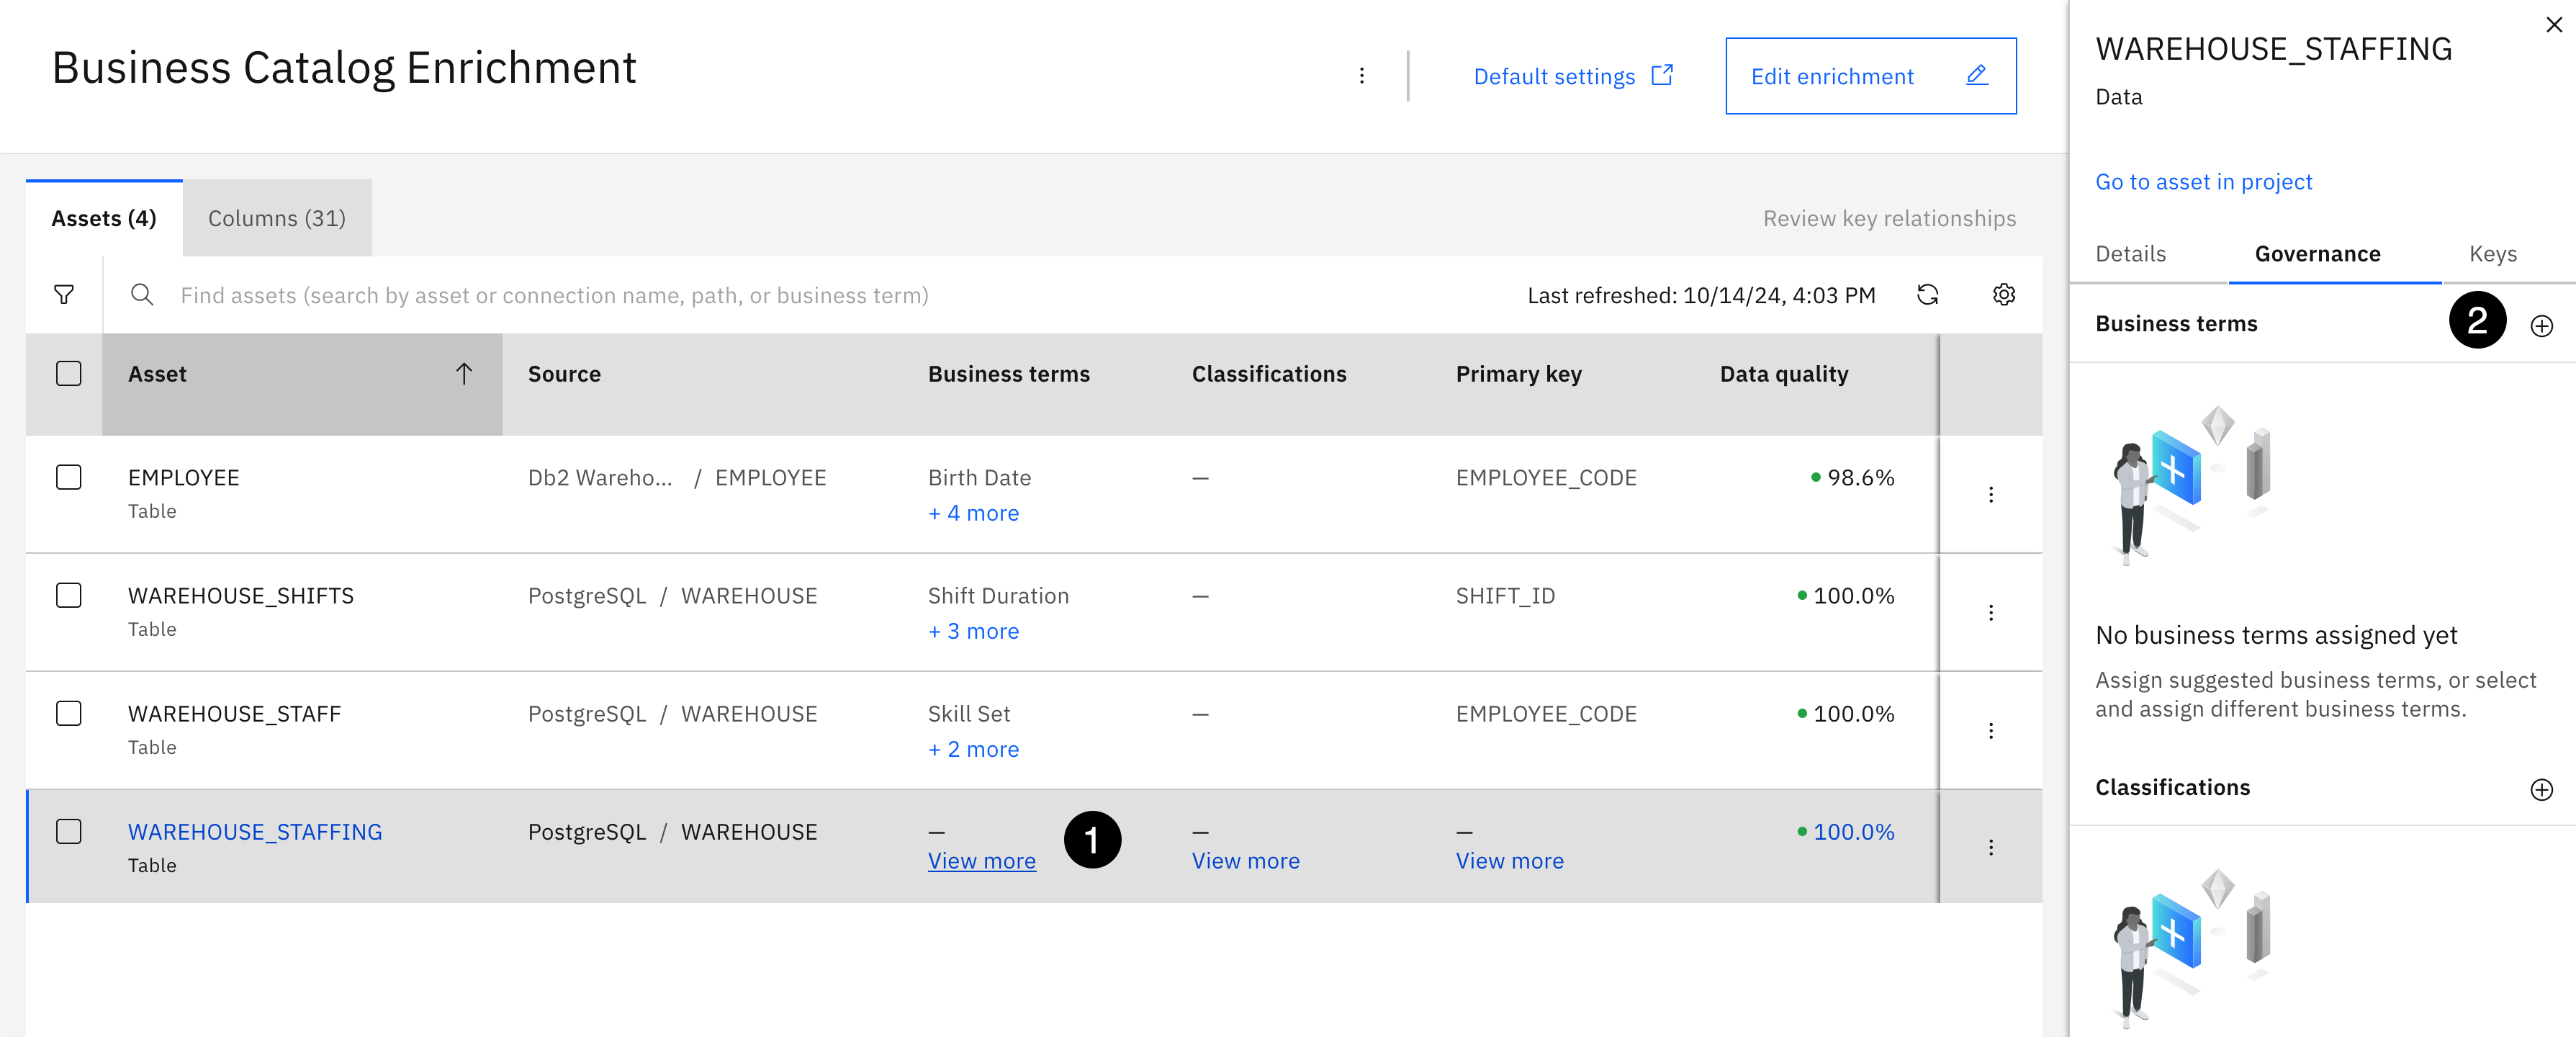 Business Catalog Enrichment
Default settings
Edit enrichment
Assets (4)
Columns (31)
Review key relationships
Find assets (search by asset or connection name, path, or business term)
Last refreshed: 10/14/24, 4:03 PM
Asset
Source
Business terms
Classifications
Primary key
Data quality
EMPLOYEE
Table
Db2 Wareho... / EMPLOYEE
Birth Date
+ 4 more
—
EMPLOYEE_CODE
98.6%
WAREHOUSE_SHIFTS
Table
PostgreSQL / WAREHOUSE
Shift Duration
+ 3 more
—
SHIFT_ID
100.0%
WAREHOUSE_STAFF
Table
PostgreSQL / WAREHOUSE
Skill Set
+ 2 more
—
EMPLOYEE_CODE
100.0%
WAREHOUSE_STAFFING
Table
PostgreSQL / WAREHOUSE
—
View more
1
—
View more
—
View more
100.0%
WAREHOUSE_STAFFING
Data
Go to asset in project
Details
Governance
Keys
Business terms
2
No business terms assigned yet
Assign suggested business terms, or select
and assign different business terms.
Classifications